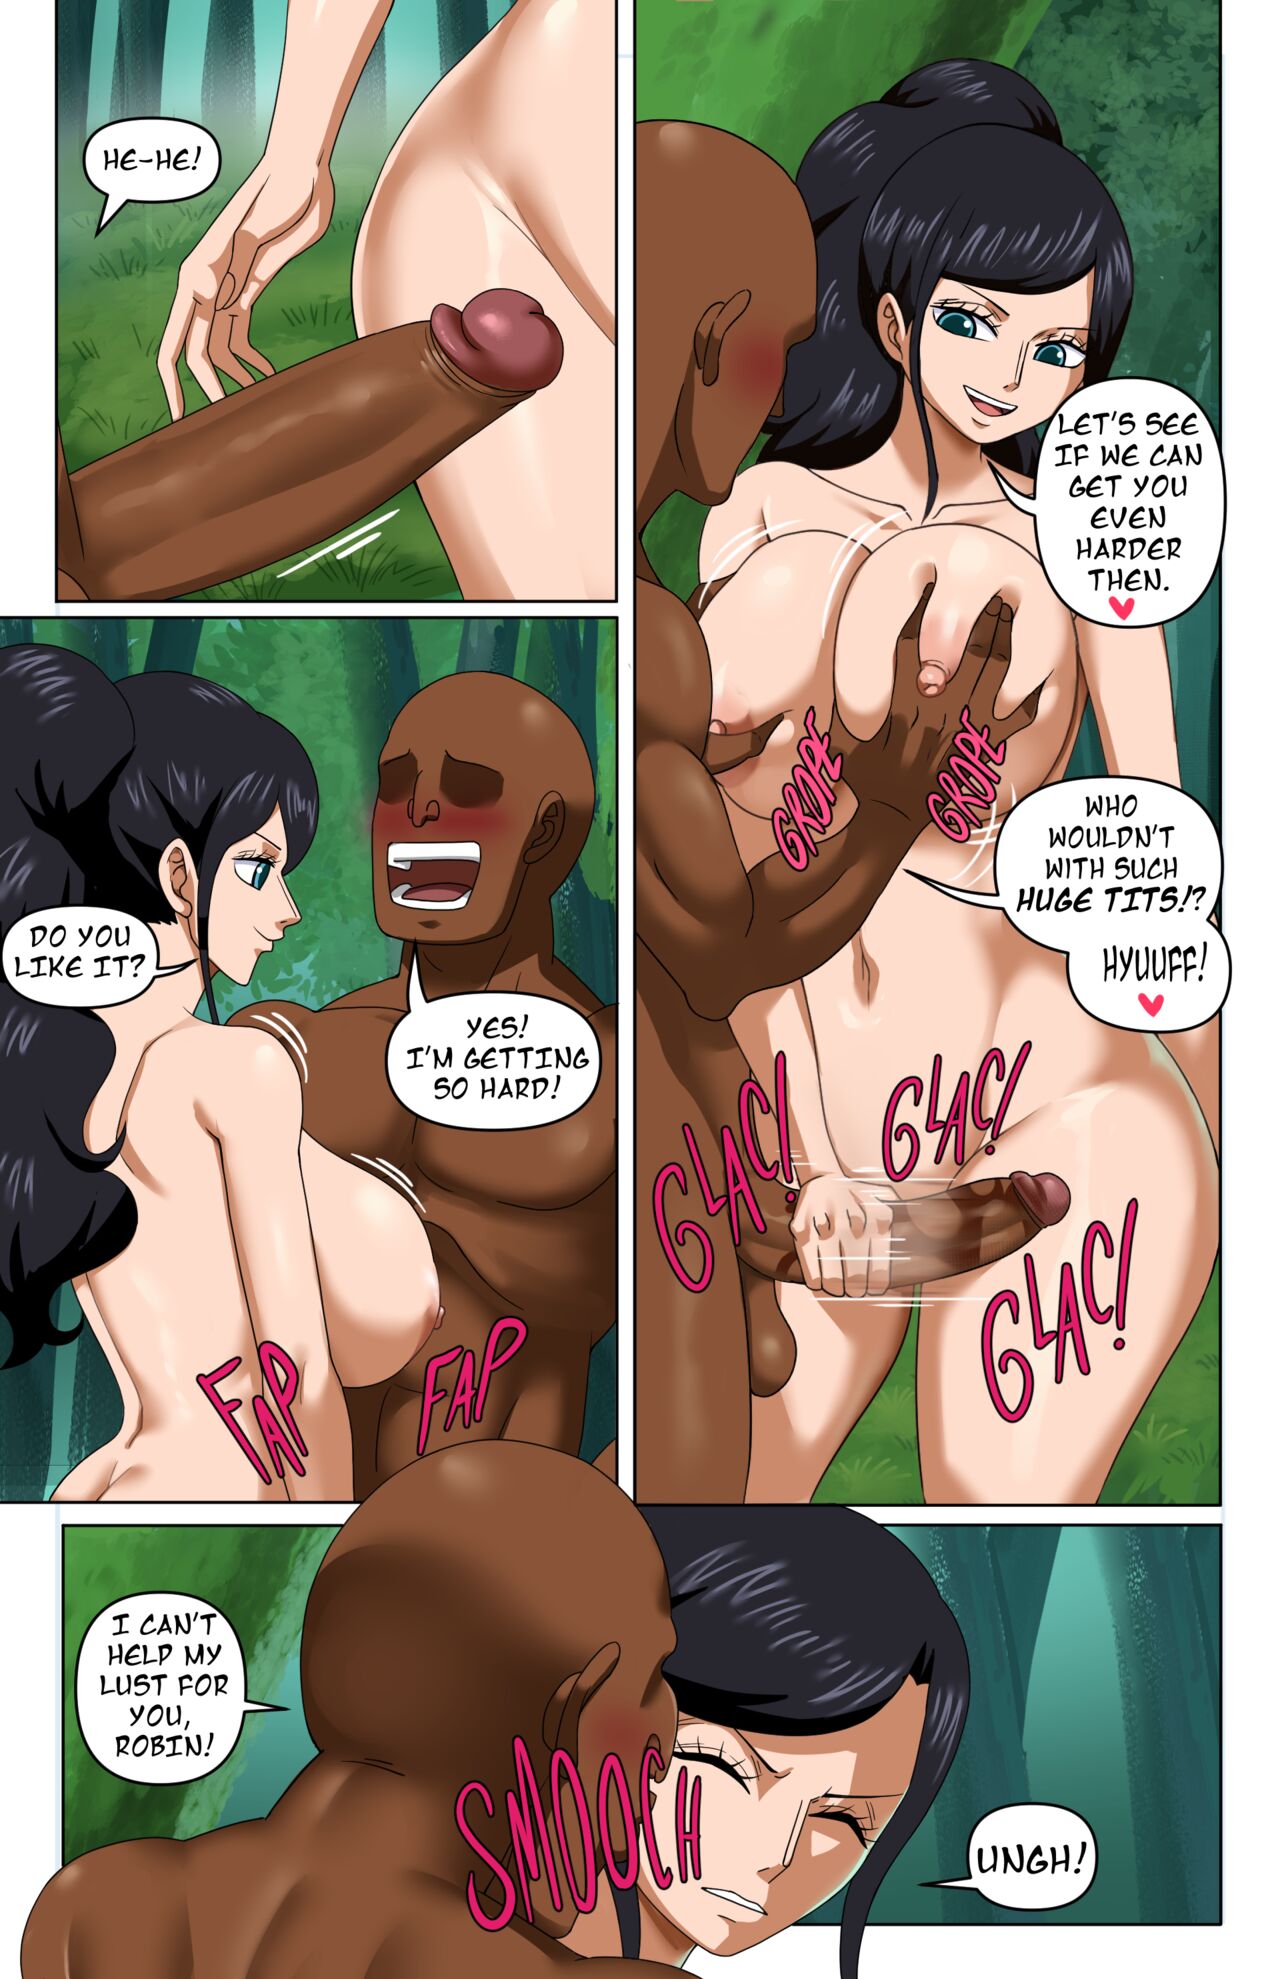 HE-HE!
LET'S SEE
IF WE CAN
GET YOU
EVEN
HARDER
THEN.
GROPE
GROPE
WHO
WOULDN'T
WITH SUCH
HUGE TITS!?
HYUUFF!
GLAC!
GLAC!
GLAC!
DO YOU
LIKE IT?
YES!
I'M GETTING
SO HARD!
FAP
FAP
I CAN'T
HELP MY
LUST FOR
YOU,
ROBIN!
SMOOCH
UNGH!